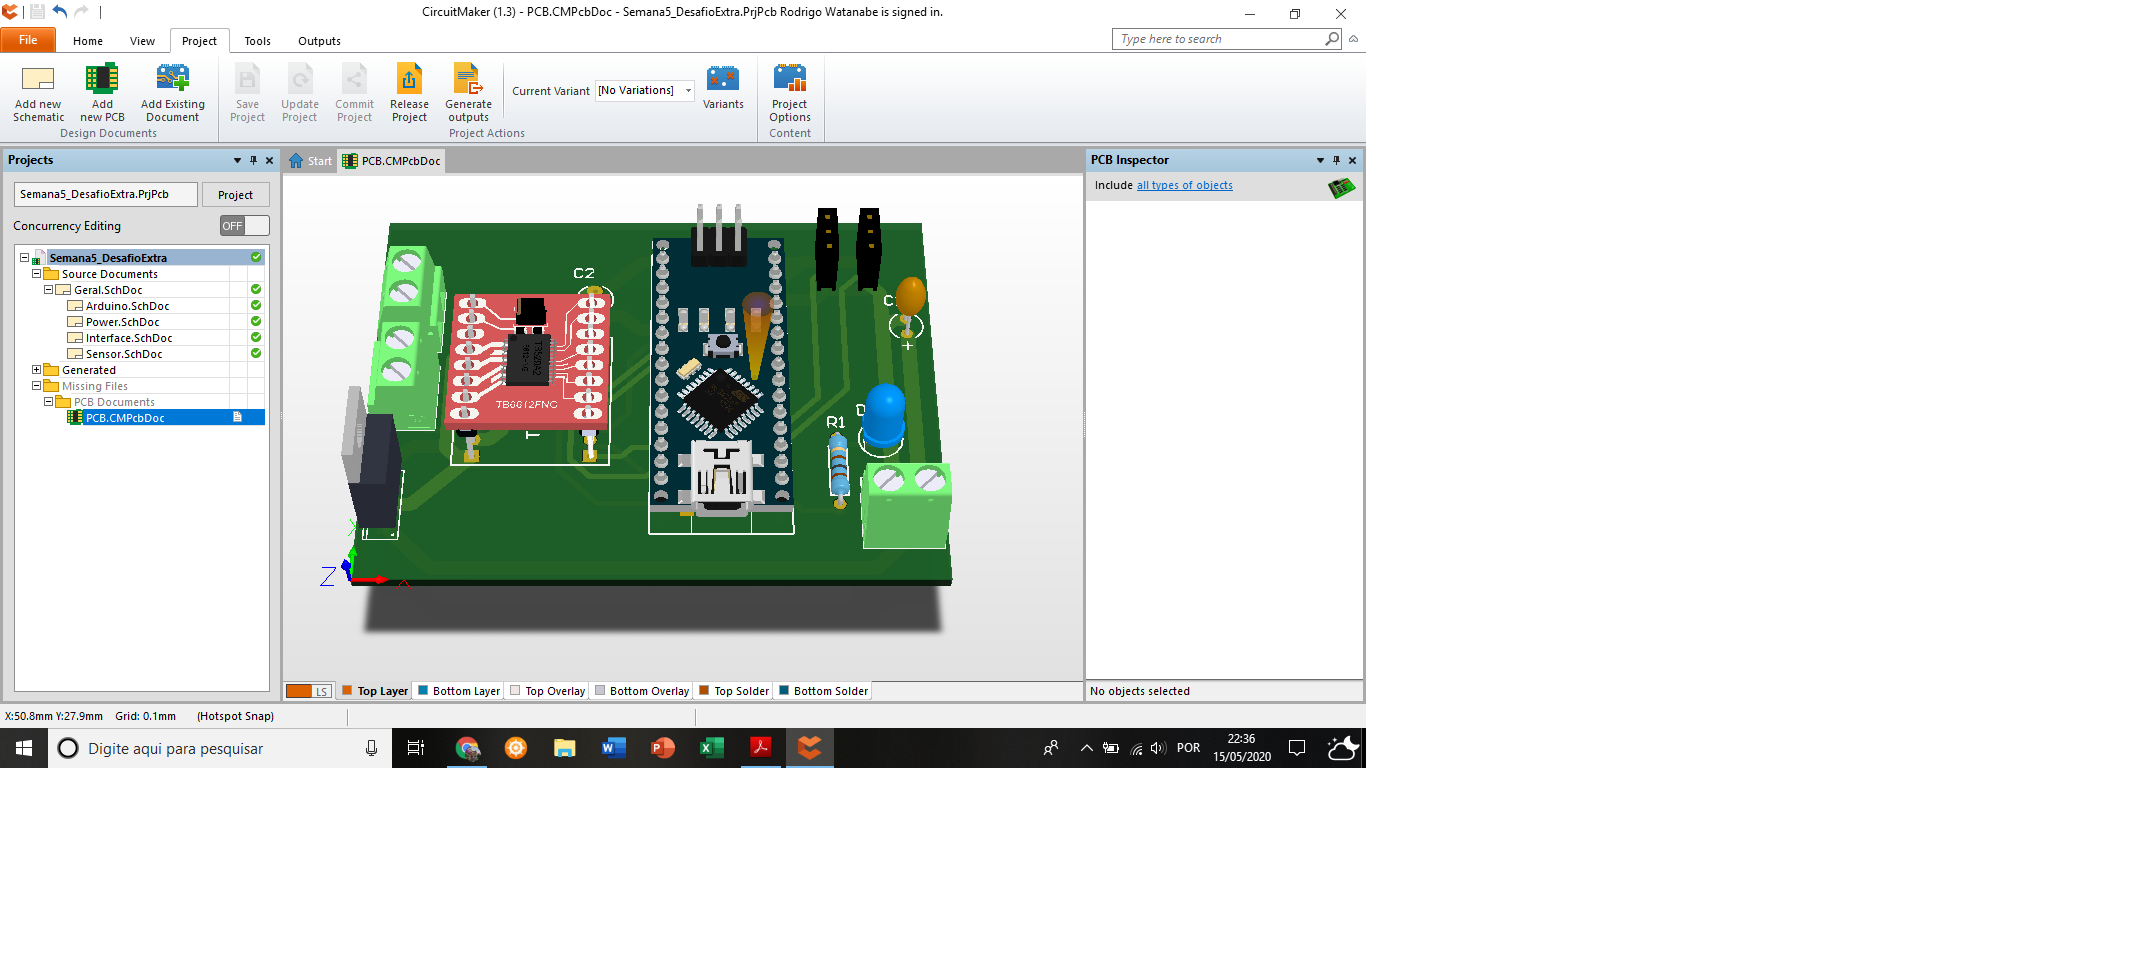 CircuitMaker (1.3) - PCB.CMPcbDoc - Semana5_DesafioExtra.PrjPcb Rodrigo Watanabe is signed in.
File Home View Project Tools Outputs
Type here to search
Add new Schematic
Add new PCB
Add Existing Document
Save Project
Update Project
Commit Project
Release Project
Generate outputs
Current Variant [No Variations]
Variants
Project Options
Design Documents
Project Actions
Content
Projects
Semana5_DesafioExtra.PrjPcb Project
Concurrency Editing OFF
Semana5_DesafioExtra
Source Documents
Geral.SchDoc
Arduino.SchDoc
Power.SchDoc
Interface.SchDoc
Sensor.SchDoc
Generated
Missing Files
PCB Documents
PCB.CMPcbDoc
Start PCB.CMPcbDoc
C2
TB6612FNG
R1
+
Z
LS Top Layer Bottom Layer Top Overlay Bottom Overlay Top Solder Bottom Solder
PCB Inspector
Include all types of objects
No objects selected
X:50.8mm Y:27.9mm Grid: 0.1mm (Hotspot Snap)
Digite aqui para pesquisar
POR
22:36
15/05/2020